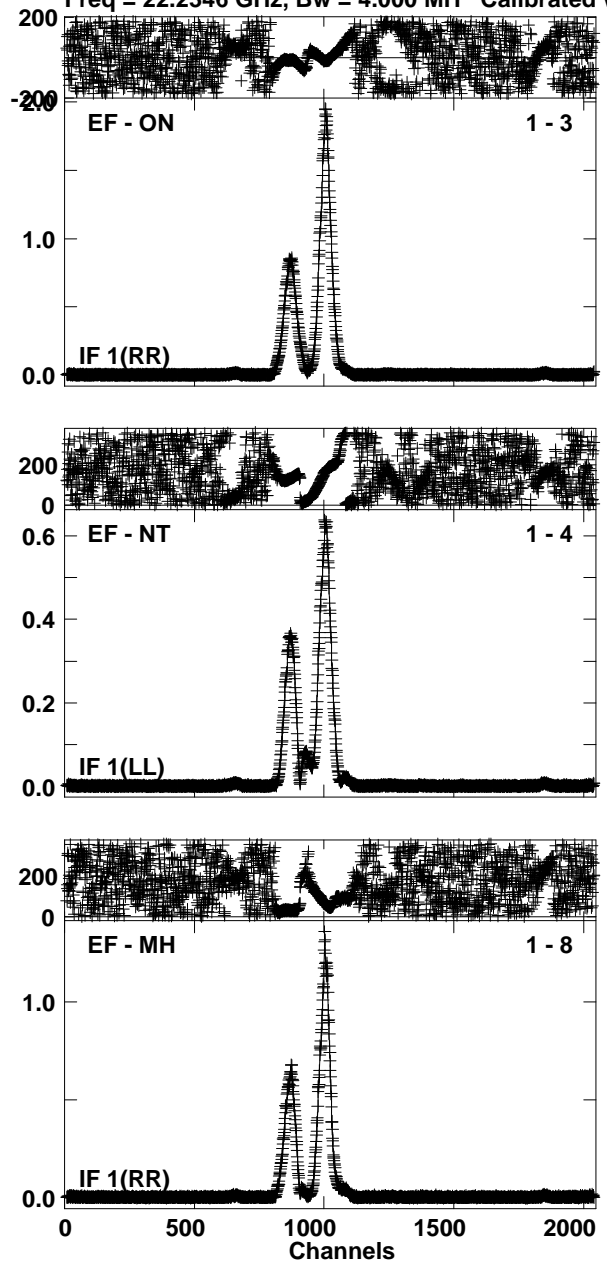 Freq = 22.2346 GHz, Bw = 4.000 MH Calibrated
200
-200
2.0
EF - ON 1 - 3
1.0
IF 1(RR)
0.0
200
0
0.6
EF - NT 1 - 4
0.4
0.2
IF 1(LL)
0.0
200
0
EF - MH 1 - 8
1.0
IF 1(RR)
0.0
0 500 1000 1500 2000
Channels